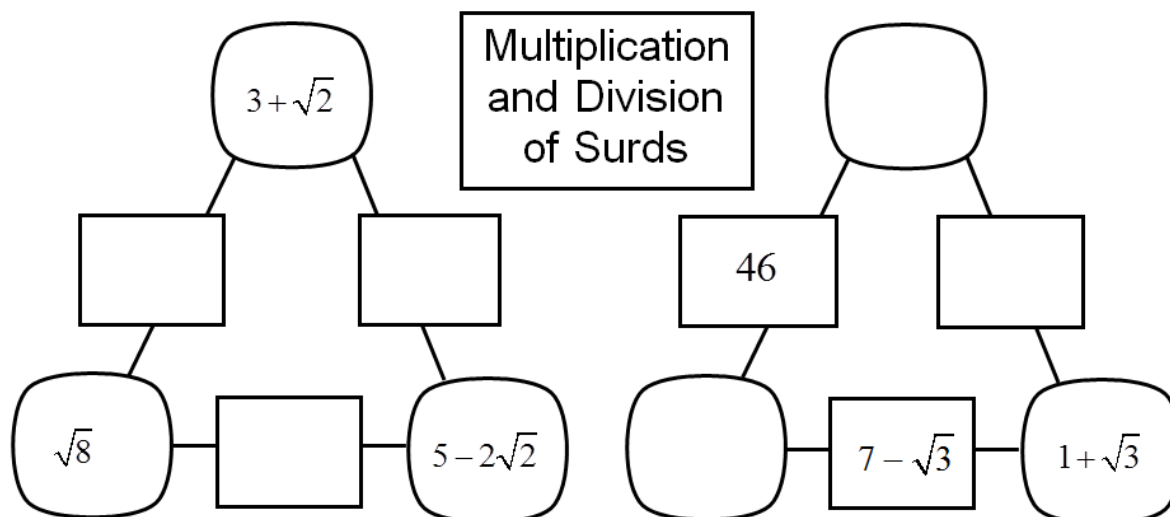 3 + √2
Multiplication
and Division
of Surds
46
√8
5 − 2√2
7 − √3
1 + √3